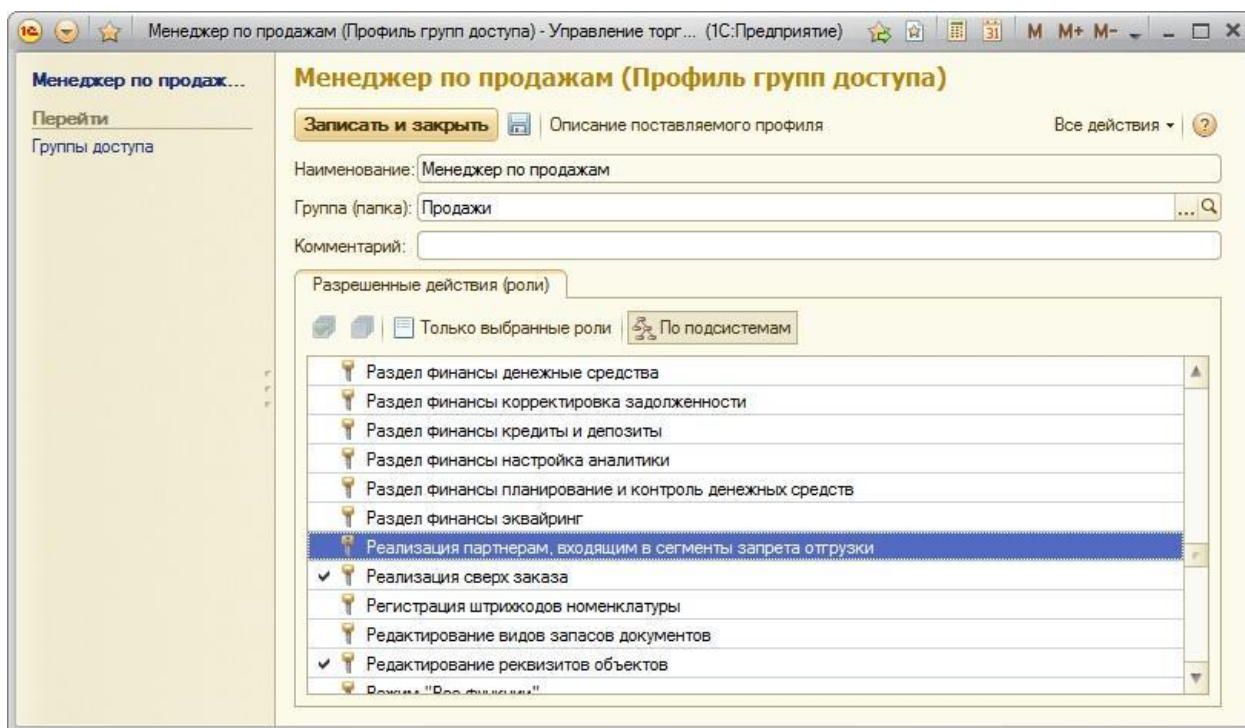 Менеджер по продажам (Профиль групп доступа) - Управление торг... (1С:Предприятие)
31 M M+ M-
Менеджер по продаж...
Перейти
Группы доступа
Менеджер по продажам (Профиль групп доступа)
Записать и закрыть Описание поставляемого профиля Все действия ?
Наименование: Менеджер по продажам
Группа (папка): Продажи ...
Комментарий:
Разрешенные действия (роли)
Только выбранные роли По подсистемам
Раздел финансы денежные средства
Раздел финансы корректировка задолженности
Раздел финансы кредиты и депозиты
Раздел финансы настройка аналитики
Раздел финансы планирование и контроль денежных средств
Раздел финансы эквайринг
Реализация партнерам, входящим в сегменты запрета отгрузки
Реализация сверх заказа
Регистрация штрихкодов номенклатуры
Редактирование видов запасов документов
Редактирование реквизитов объектов
Режим "Все функции"